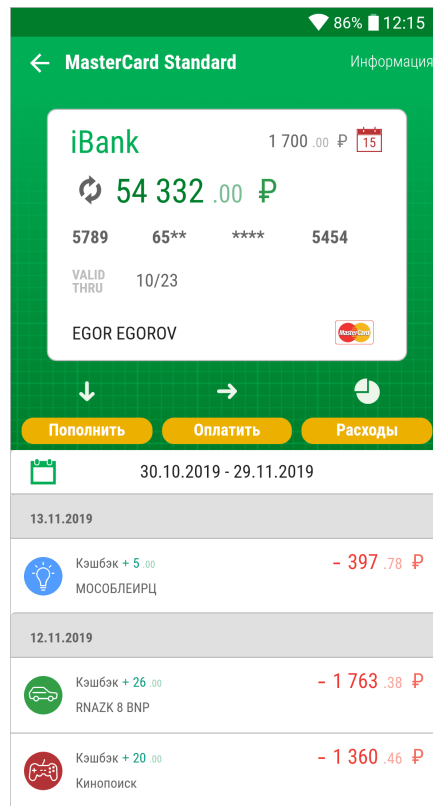 86% 12:15
MasterCard Standard Информация
iBank 1 700 .00 ₽ 15
54 332 .00 ₽
5789 65** **** 5454
VALID THRU 10/23
EGOR EGOROV MasterCard
Пополнить Оплатить Расходы
30.10.2019 - 29.11.2019
13.11.2019
Кэшбэк + 5 .00 - 397 .78 ₽
МОСОБЛЕИРЦ
12.11.2019
Кэшбэк + 26 .00 - 1 763 .38 ₽
RNAZK 8 BNP
Кэшбэк + 20 .00 - 1 360 .46 ₽
Кинопоиск